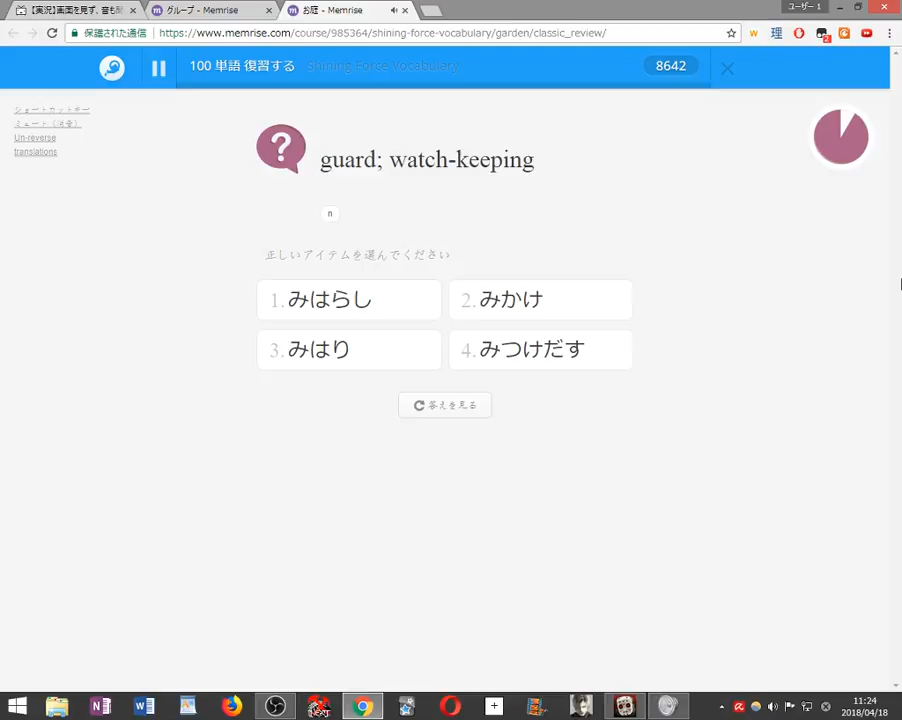 【実況】画面を見ず、音も
グループ - Memrise
お庭 - Memrise
ユーザー 1
保護された通信
https://www.memrise.com/course/985364/shining-force-vocabulary/garden/classic_review/
100 単語 復習する
Shining Force Vocabulary
8642
ショートカットキー
ミュート（消音）
Un-reverse
translations
guard; watch-keeping
n
正しいアイテムを選んでください
1. みはらし
2. みかけ
3. みはり
4. みつけだす
答えを見る
11:24
2018/04/18